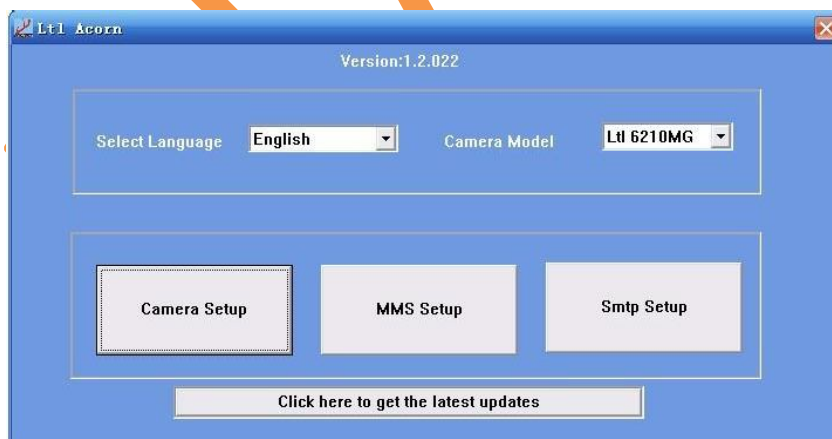 Ltl Acorn
Version:1.2.022
Select Language English Camera Model Ltl 6210MG
Camera Setup MMS Setup Smtp Setup
Click here to get the latest updates